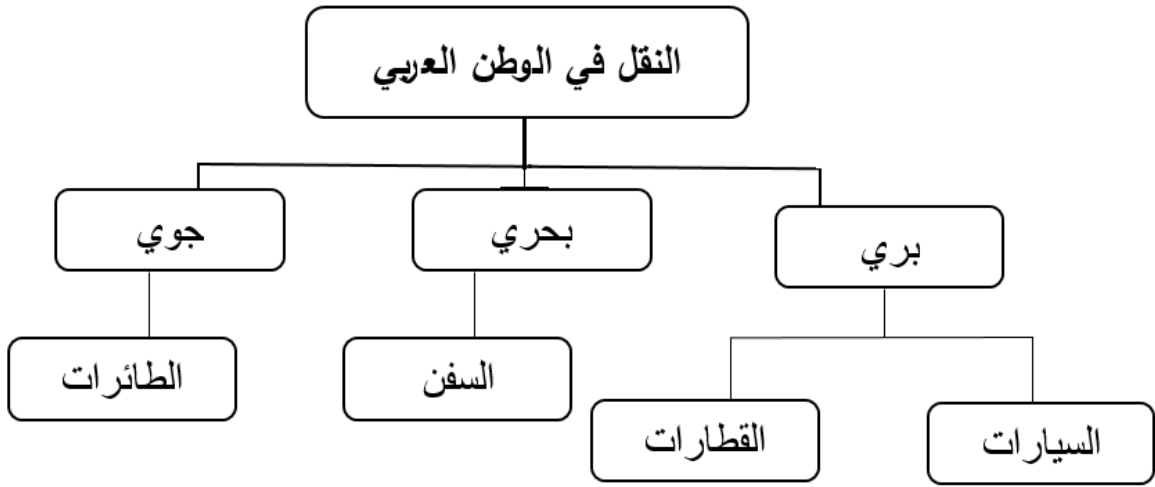 النقل في الوطن العربي
بري
بحري
جوي
السيارات
القطارات
السفن
الطائرات